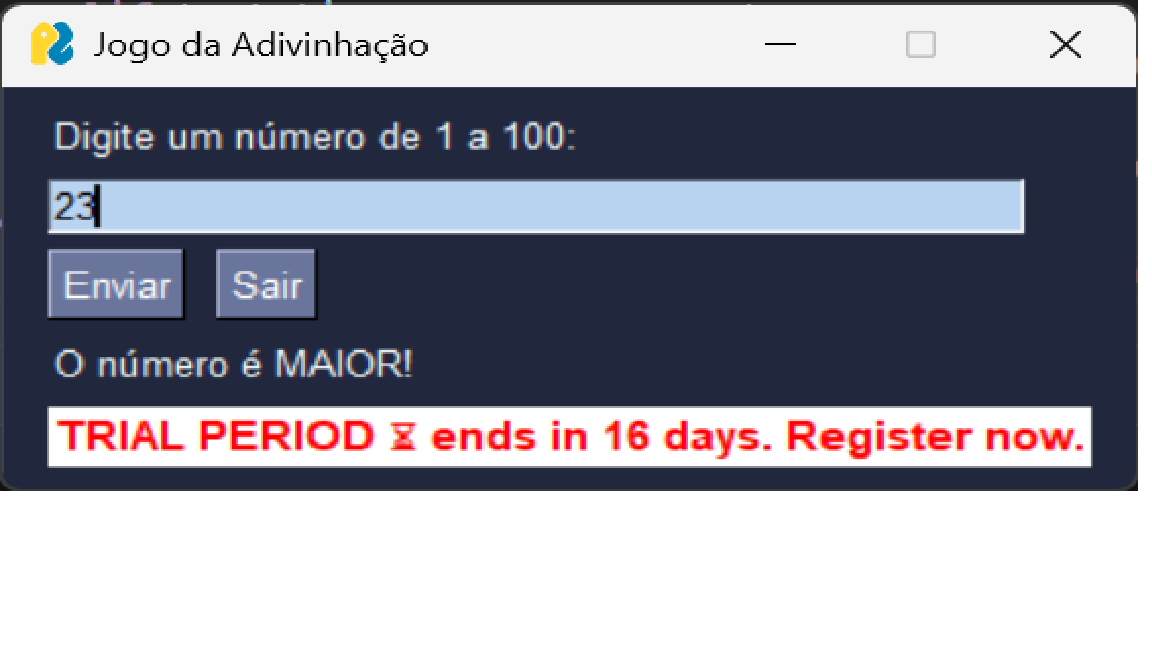 Jogo da Adivinhação
Digite um número de 1 a 100:
23
Enviar Sair
O número é MAIOR!
TRIAL PERIOD ⏳ ends in 16 days. Register now.